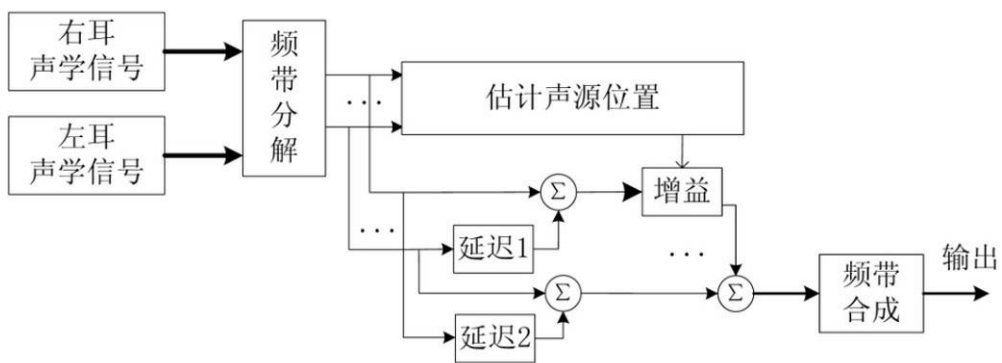 右耳
声学信号
左耳
声学信号
频
带
分
解
···
估计声源位置
Σ
增益
···
延迟1
···
Σ
Σ
延迟2
频带
合成
输出